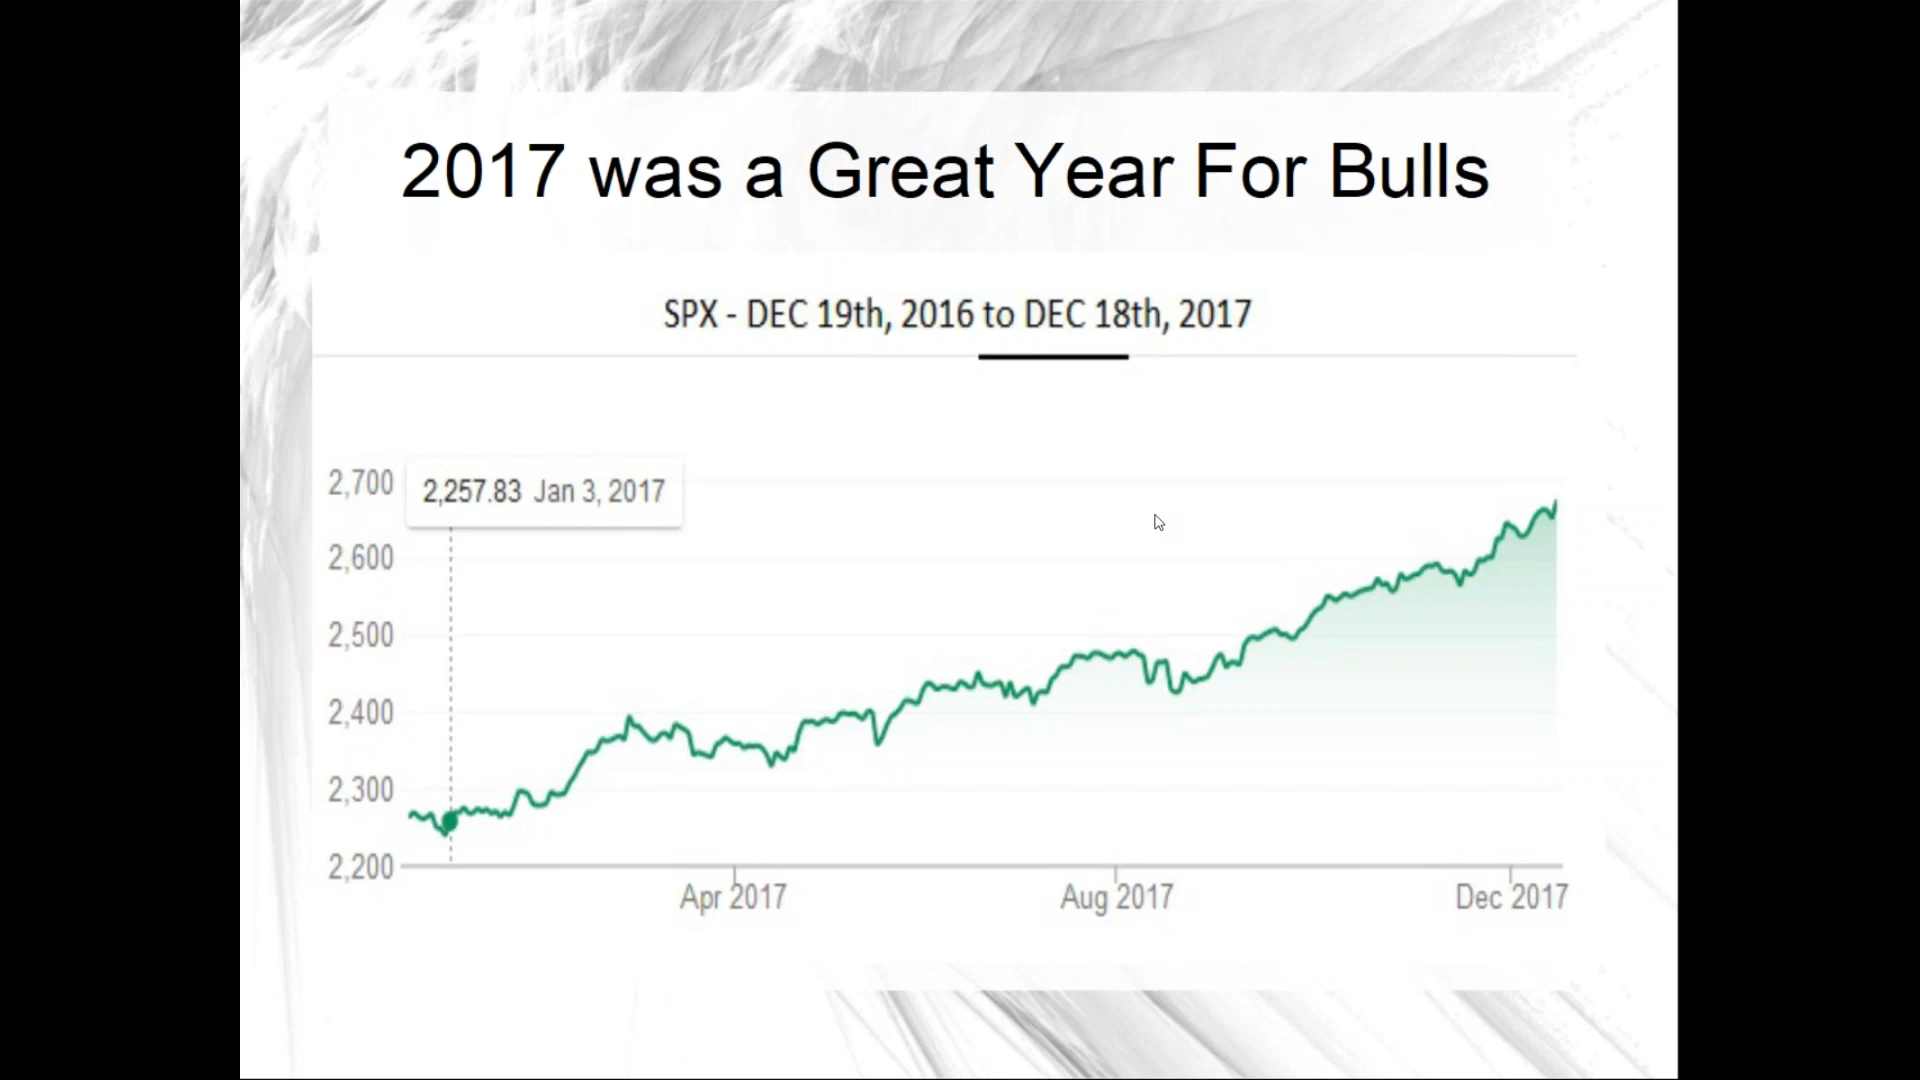 2017 was a Great Year For Bulls
SPX - DEC 19th, 2016 to DEC 18th, 2017
2,257.83 Jan 3, 2017
2,700
2,600
2,500
2,400
2,300
2,200
Apr 2017 Aug 2017 Dec 2017